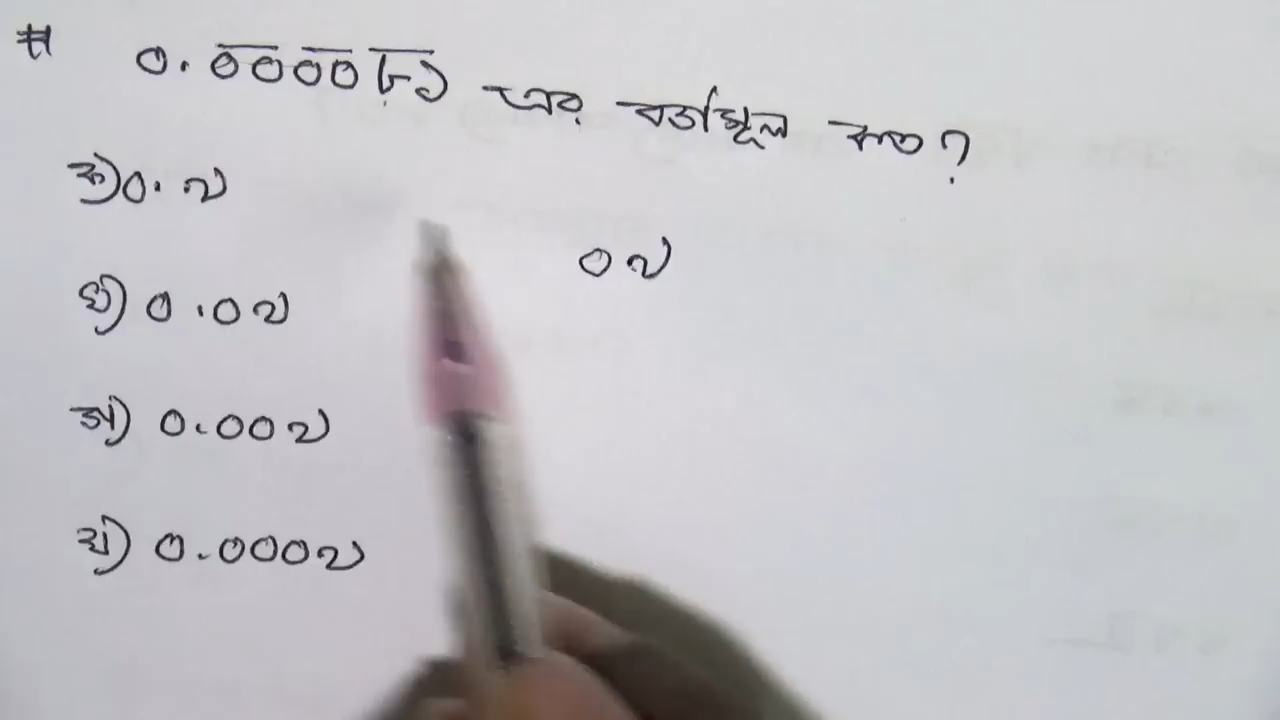 # ০.০০০০৮১ এর বর্গমূল কত?
ক) ০.৯
০৯
খ) ০.০৯
গ) ০.০০৯
ঘ) ০.০০০৯